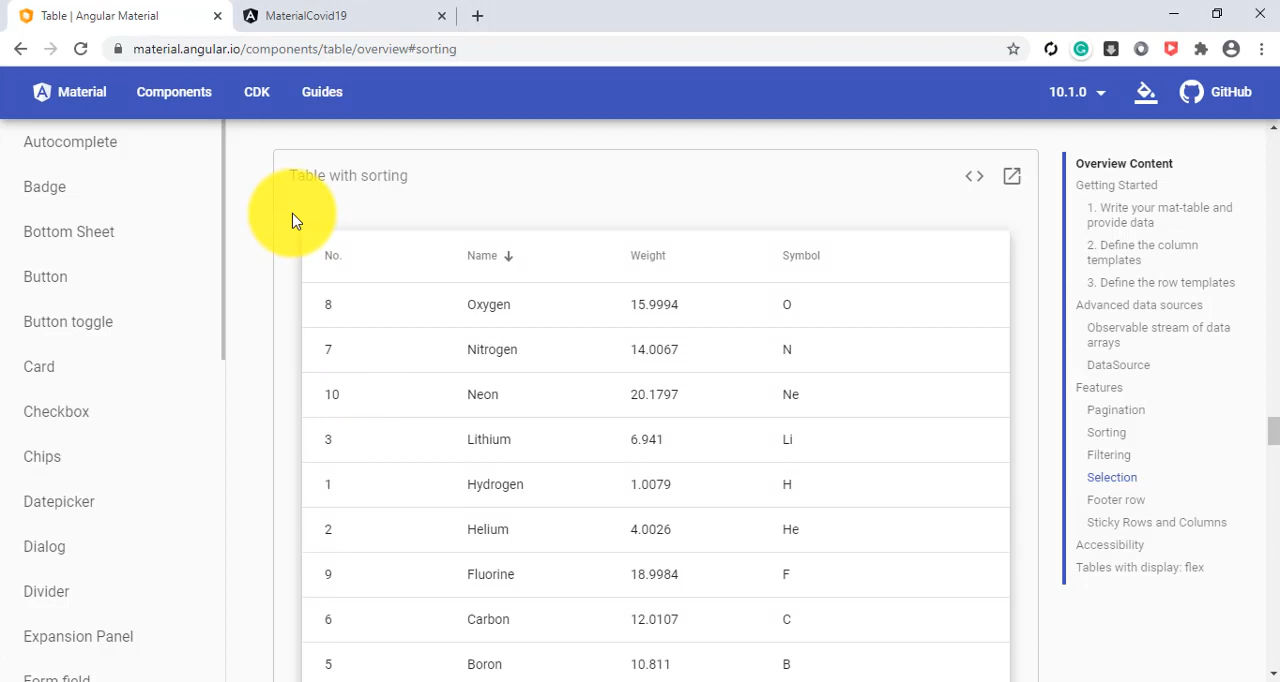 Table | Angular Material
MaterialCovid19
material.angular.io/components/table/overview#sorting
Material
Components
CDK
Guides
10.1.0
GitHub
Autocomplete
Badge
Bottom Sheet
Button
Button toggle
Card
Checkbox
Chips
Datepicker
Dialog
Divider
Expansion Panel
Form field
Table with sorting
No. Name Weight Symbol
8 Oxygen 15.9994 O
7 Nitrogen 14.0067 N
10 Neon 20.1797 Ne
3 Lithium 6.941 Li
1 Hydrogen 1.0079 H
2 Helium 4.0026 He
9 Fluorine 18.9984 F
6 Carbon 12.0107 C
5 Boron 10.811 B
Overview Content
Getting Started
1. Write your mat-table and
provide data
2. Define the column
templates
3. Define the row templates
Advanced data sources
Observable stream of data
arrays
DataSource
Features
Pagination
Sorting
Filtering
Selection
Footer row
Sticky Rows and Columns
Accessibility
Tables with display: flex